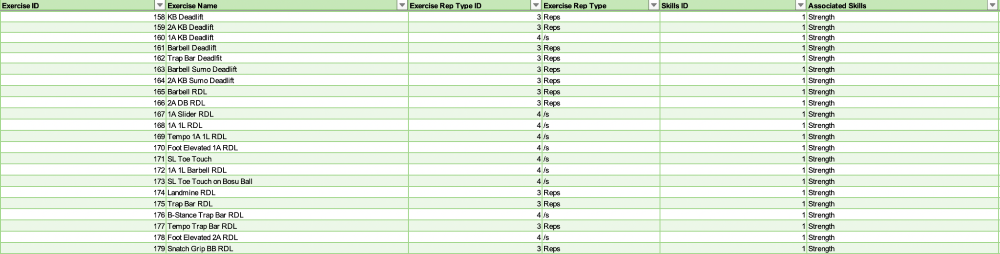 Exercise ID Exercise Name Exercise Rep Type ID Exercise Rep Type Skills ID Associated Skills
158 KB Deadlift 3 Reps 1 Strength
159 2A KB Deadlift 3 Reps 1 Strength
160 1A KB Deadlift 4 /s 1 Strength
161 Barbell Deadlift 3 Reps 1 Strength
162 Trap Bar Deadlfit 3 Reps 1 Strength
163 Barbell Sumo Deadlift 3 Reps 1 Strength
164 2A KB Sumo Deadlift 3 Reps 1 Strength
165 Barbell RDL 3 Reps 1 Strength
166 2A DB RDL 3 Reps 1 Strength
167 1A Slider RDL 4 /s 1 Strength
168 1A 1L RDL 4 /s 1 Strength
169 Tempo 1A 1L RDL 4 /s 1 Strength
170 Foot Elevated 1A RDL 4 /s 1 Strength
171 SL Toe Touch 4 /s 1 Strength
172 1A 1L Barbell RDL 4 /s 1 Strength
173 SL Toe Touch on Bosu Ball 4 /s 1 Strength
174 Landmine RDL 3 Reps 1 Strength
175 Trap Bar RDL 3 Reps 1 Strength
176 B-Stance Trap Bar RDL 4 /s 1 Strength
177 Tempo Trap Bar RDL 3 Reps 1 Strength
178 Foot Elevated 2A RDL 4 /s 1 Strength
179 Snatch Grip BB RDL 3 Reps 1 Strength